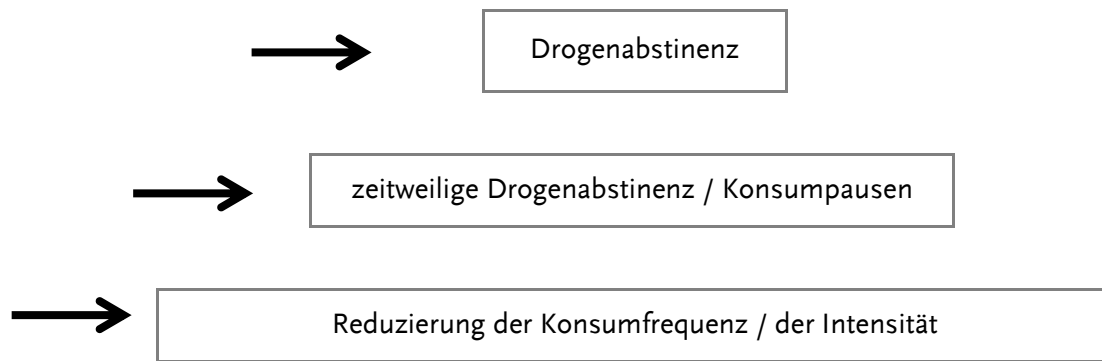 Drogenabstinenz
zeitweilige Drogenabstinenz / Konsumpausen
Reduzierung der Konsumfrequenz / der Intensität